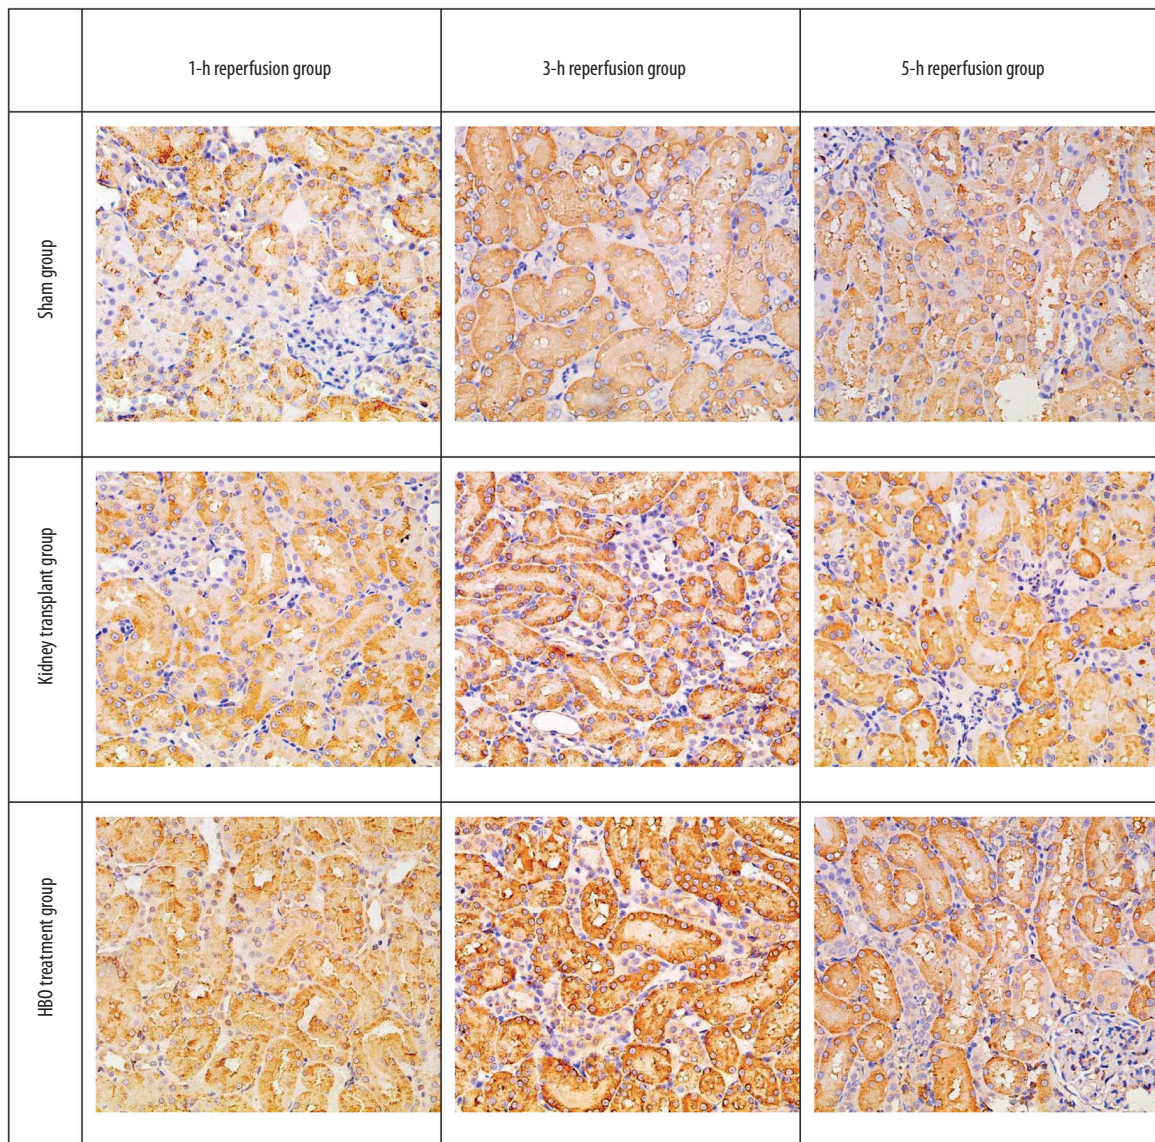 1-h reperfusion group
3-h reperfusion group
5-h reperfusion group
Sham group
Kidney transplant group
HBO treatment group